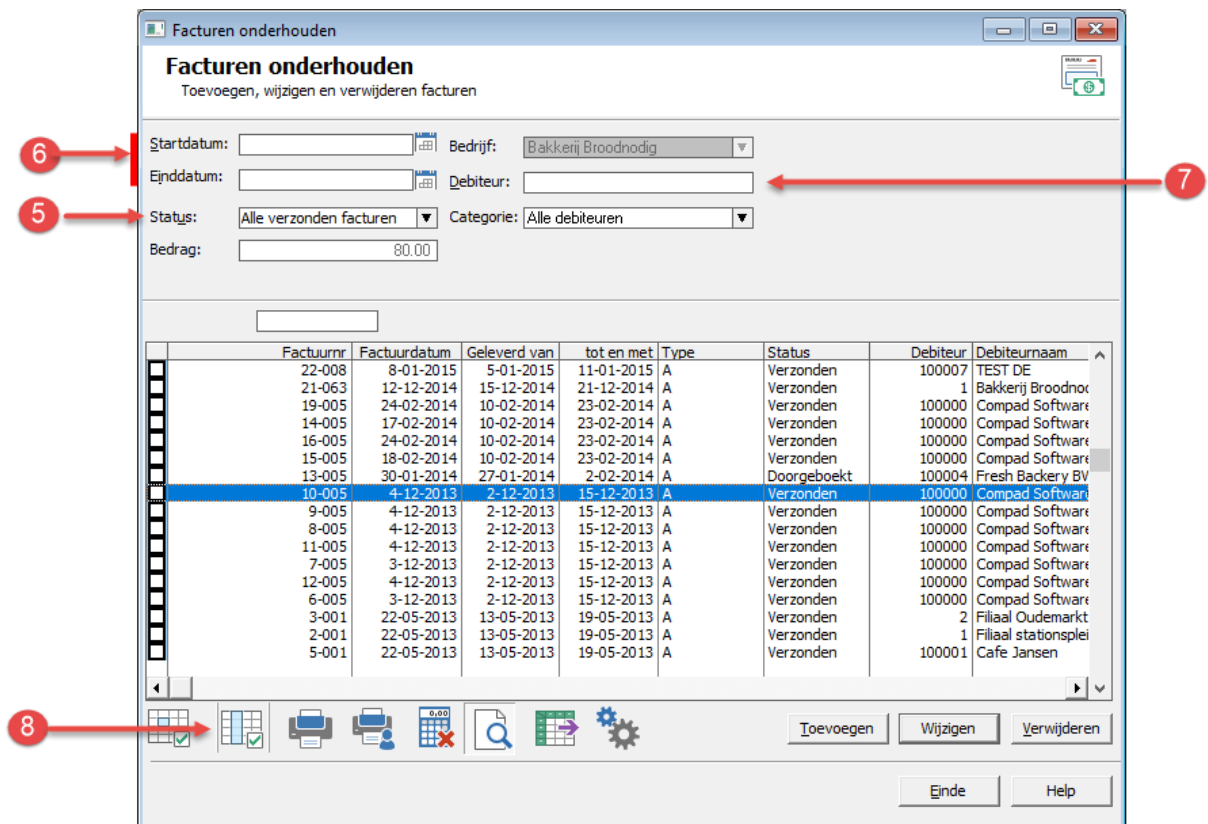 Facturen onderhouden
Facturen onderhouden
Toevoegen, wijzigen en verwijderen facturen
6
Startdatum:
Bedrijf: Bakkerij Broodnodig
Einddatum:
Debiteur:
7
5
Status: Alle verzonden facturen
Categorie: Alle debiteuren
Bedrag: 80.00
Factuurnr Factuurdatum Geleverd van tot en met Type Status Debiteur Debiteurnaam
22-008 8-01-2015 5-01-2015 11-01-2015 A Verzonden 100007 TEST DE
21-063 12-12-2014 15-12-2014 21-12-2014 A Verzonden 1 Bakkerij Broodnod
19-005 24-02-2014 10-02-2014 23-02-2014 A Verzonden 100000 Compad Software
14-005 17-02-2014 10-02-2014 23-02-2014 A Verzonden 100000 Compad Software
16-005 24-02-2014 10-02-2014 23-02-2014 A Verzonden 100000 Compad Software
15-005 18-02-2014 10-02-2014 23-02-2014 A Verzonden 100000 Compad Software
13-005 30-01-2014 27-01-2014 2-02-2014 A Doorgeboekt 100004 Fresh Backery BV
10-005 4-12-2013 2-12-2013 15-12-2013 A Verzonden 100000 Compad Software
9-005 4-12-2013 2-12-2013 15-12-2013 A Verzonden 100000 Compad Software
8-005 4-12-2013 2-12-2013 15-12-2013 A Verzonden 100000 Compad Software
11-005 4-12-2013 2-12-2013 15-12-2013 A Verzonden 100000 Compad Software
7-005 3-12-2013 2-12-2013 15-12-2013 A Verzonden 100000 Compad Software
12-005 4-12-2013 2-12-2013 15-12-2013 A Verzonden 100000 Compad Software
6-005 3-12-2013 2-12-2013 15-12-2013 A Verzonden 100000 Compad Software
3-001 22-05-2013 13-05-2013 19-05-2013 A Verzonden 2 Filiaal Oudemarkt
2-001 22-05-2013 13-05-2013 19-05-2013 A Verzonden 1 Filiaal stationsplei
5-001 22-05-2013 13-05-2013 19-05-2013 A Verzonden 100001 Cafe Jansen
8
0,00
Toevoegen Wijzigen Verwijderen
Einde Help